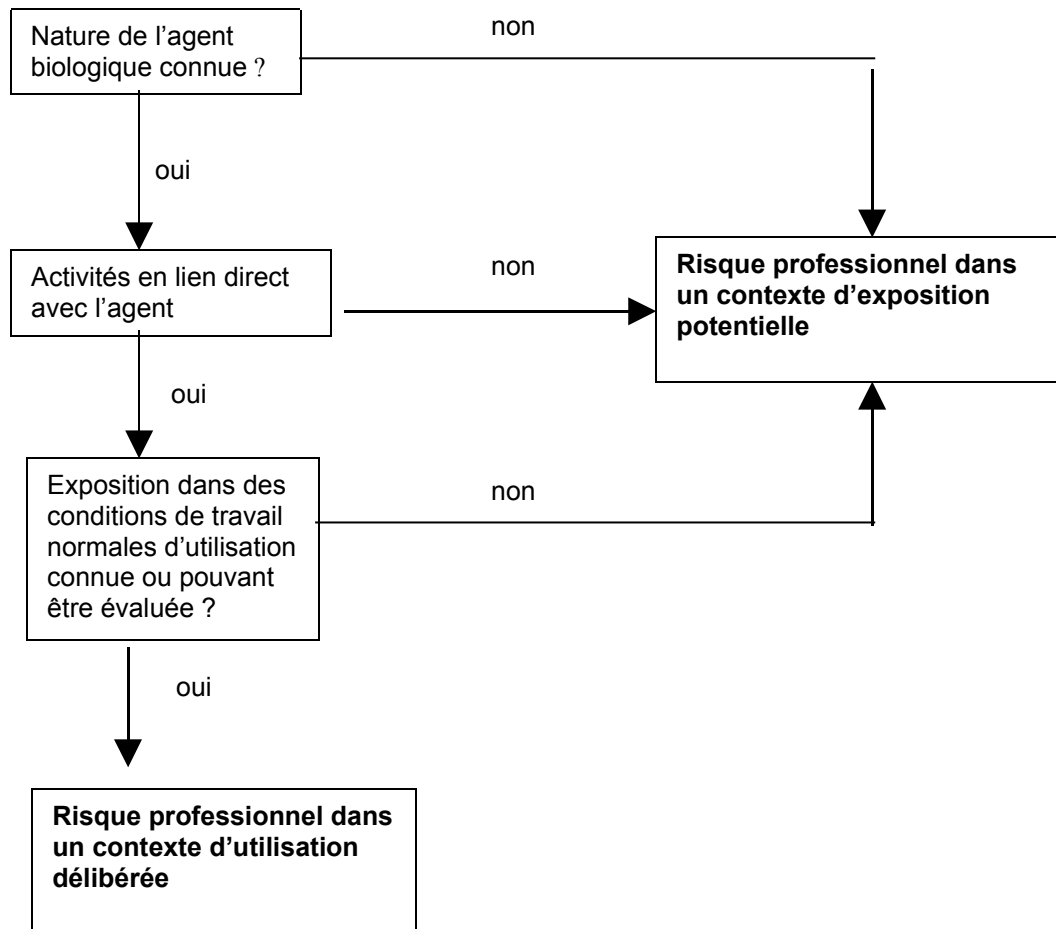 Nature de l’agent
biologique connue ?
non
oui
Activités en lien direct
avec l’agent
non
Risque professionnel dans
un contexte d’exposition
potentielle
oui
Exposition dans des
conditions de travail
normales d’utilisation
connue ou pouvant
être évaluée ?
non
oui
Risque professionnel dans
un contexte d’utilisation
délibérée